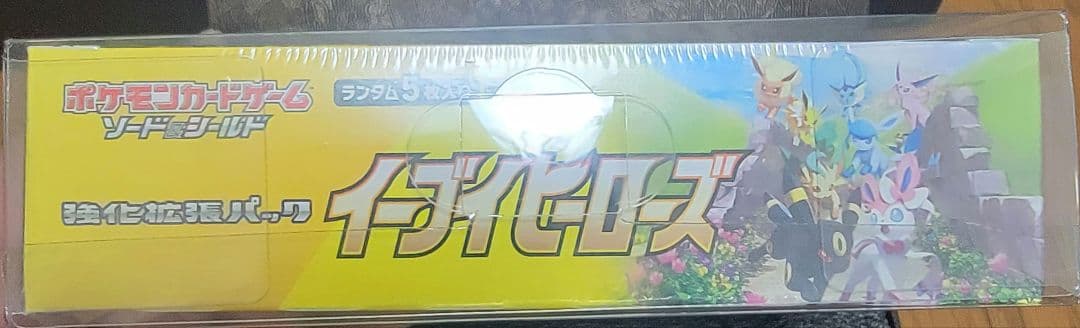 ポケモンカードゲーム
ソード&シールド
ランダム5枚入り
強化拡張パック
イーブイヒーローズ